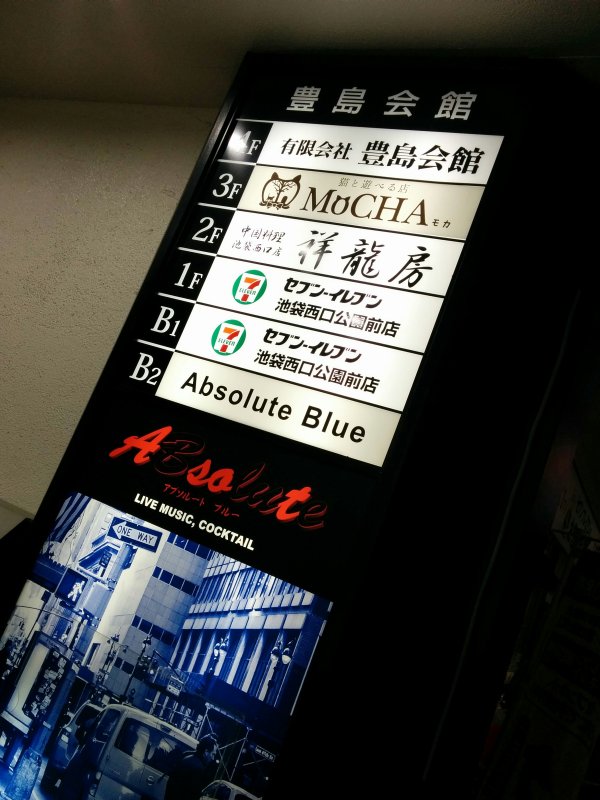 豊島会館
4F 有限会社 豊島会館
3F 猫と遊べる店
MOCHA モカ
2F 中国料理
池袋西口店
祥龍房
1F 7 ELEVEN セブン-イレブン
池袋西口公園前店
B1 7 ELEVEN セブン-イレブン
池袋西口公園前店
B2 Absolute Blue
ABsolute
アブソルート ブルー
LIVE MUSIC, COCKTAIL
ONE WAY